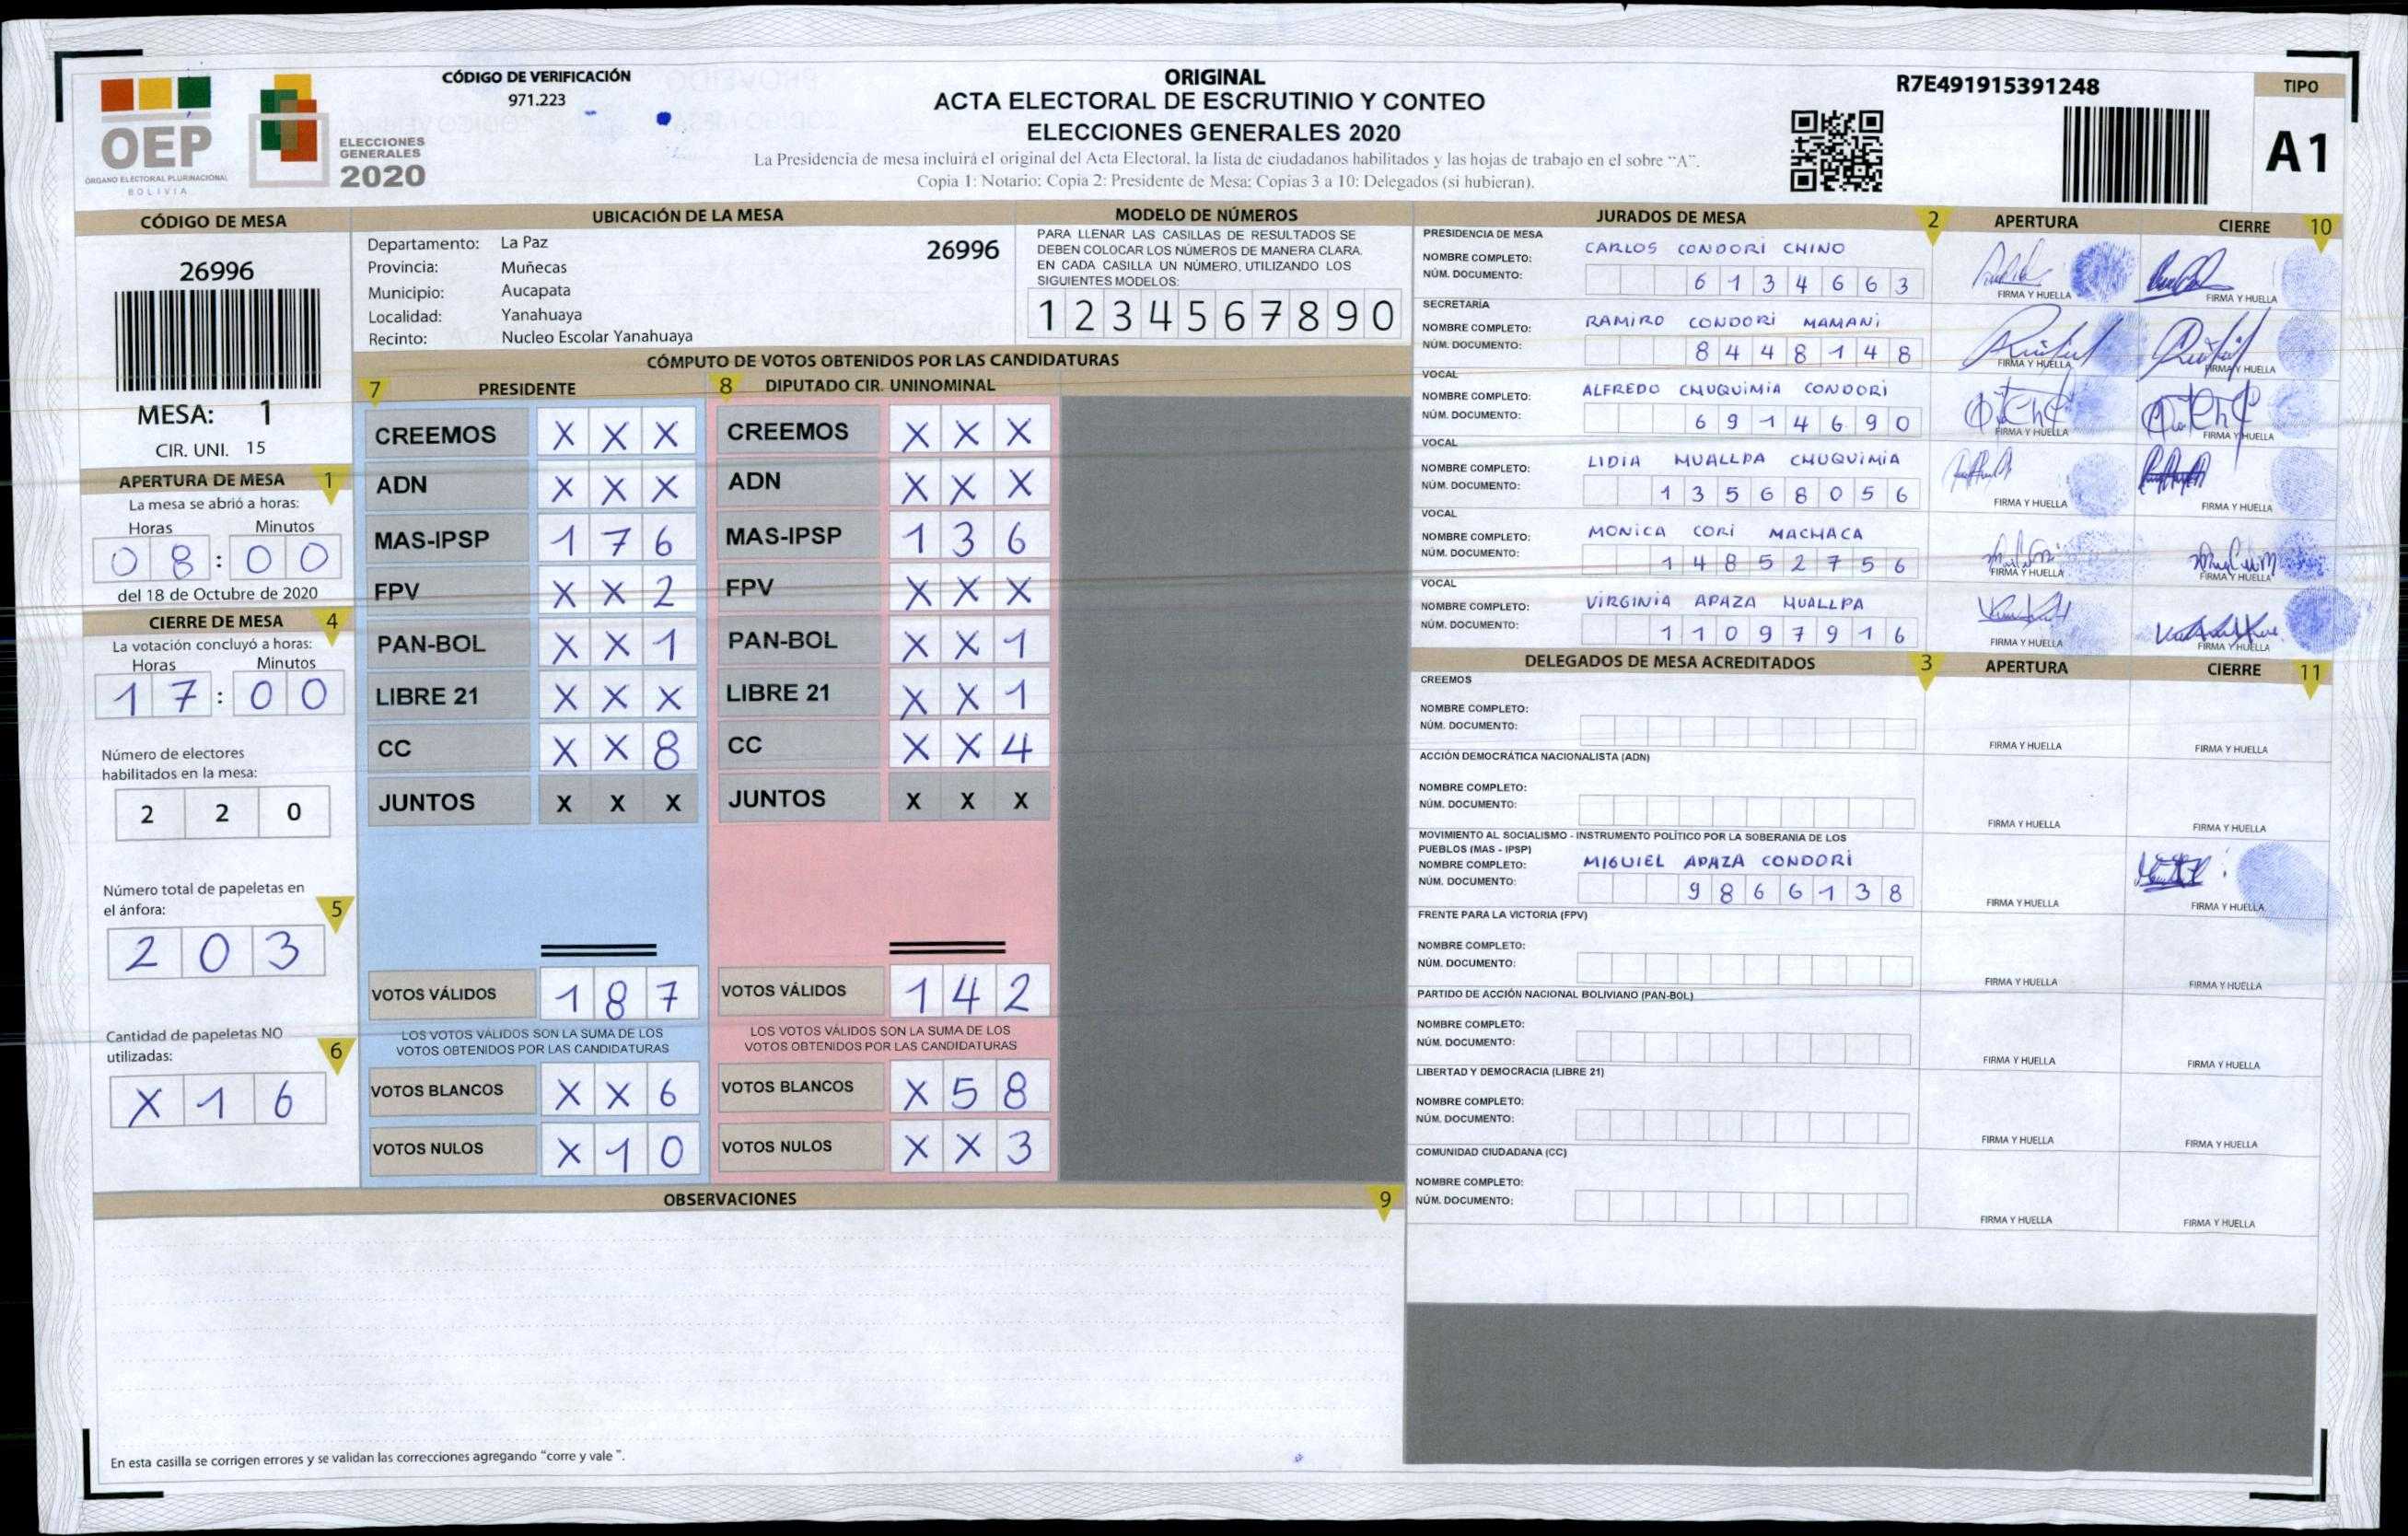 OEP
ÓRGANO ELECTORAL PLURINACIONAL
BOLIVIA
ELECCIONES
GENERALES
2020
CÓDIGO DE VERIFICACIÓN
971.223
ORIGINAL
ACTA ELECTORAL DE ESCRUTINIO Y CONTEO
ELECCIONES GENERALES 2020
La Presidencia de mesa incluirá el original del Acta Electoral, la lista de ciudadanos habilitados y las hojas de trabajo en el sobre "A".
Copia 1: Notario; Copia 2: Presidente de Mesa; Copias 3 a 10: Delegados (si hubieran).
R7E491915391248
TIPO
A1
CÓDIGO DE MESA
26996
MESA: 1
CIR. UNI. 15
APERTURA DE MESA 1
La mesa se abrió a horas:
Horas Minutos
0 8 : 0 0
del 18 de Octubre de 2020
CIERRE DE MESA 4
La votación concluyó a horas:
Horas Minutos
1 7 : 0 0
Número de electores
habilitados en la mesa:
2 2 0
Número total de papeletas en
el ánfora: 5
2 0 3
Cantidad de papeletas NO
utilizadas: 6
X 1 6
UBICACIÓN DE LA MESA
Departamento: La Paz 26996
Provincia: Muñecas
Municipio: Aucapata
Localidad: Yanahuaya
Recinto: Nucleo Escolar Yanahuaya
MODELO DE NÚMEROS
PARA LLENAR LAS CASILLAS DE RESULTADOS SE
DEBEN COLOCAR LOS NÚMEROS DE MANERA CLARA.
EN CADA CASILLA UN NÚMERO, UTILIZANDO LOS
SIGUIENTES MODELOS:
1 2 3 4 5 6 7 8 9 0
CÓMPUTO DE VOTOS OBTENIDOS POR LAS CANDIDATURAS
7 PRESIDENTE 8 DIPUTADO CIR. UNINOMINAL
CREEMOS X X X CREEMOS X X X
ADN X X X ADN X X X
MAS-IPSP 1 7 6 MAS-IPSP 1 3 6
FPV X X 2 FPV X X X
PAN-BOL X X 1 PAN-BOL X X 1
LIBRE 21 X X X LIBRE 21 X X 1
CC X X 8 CC X X 4
JUNTOS X X X JUNTOS X X X
VOTOS VÁLIDOS 1 8 7 VOTOS VÁLIDOS 1 4 2
LOS VOTOS VÁLIDOS SON LA SUMA DE LOS LOS VOTOS VÁLIDOS SON LA SUMA DE LOS
VOTOS OBTENIDOS POR LAS CANDIDATURAS VOTOS OBTENIDOS POR LAS CANDIDATURAS
VOTOS BLANCOS X X 6 VOTOS BLANCOS X 5 8
VOTOS NULOS X 1 0 VOTOS NULOS X X 3
OBSERVACIONES 9
En esta casilla se corrigen errores y se validan las correcciones agregando "corre y vale ".
JURADOS DE MESA 2 APERTURA CIERRE 10
PRESIDENCIA DE MESA
NOMBRE COMPLETO: CARLOS CONDORI CHINO
NÚM. DOCUMENTO: 6 1 3 4 6 6 3
FIRMA Y HUELLA FIRMA Y HUELLA
SECRETARÍA
NOMBRE COMPLETO: RAMIRO CONDORI MAMANI
NÚM. DOCUMENTO: 8 4 4 8 1 4 8
FIRMA Y HUELLA FIRMA Y HUELLA
VOCAL
NOMBRE COMPLETO: ALFREDO CHUQUIMIA CONDORI
NÚM. DOCUMENTO: 6 9 1 4 6 9 0
FIRMA Y HUELLA FIRMA Y HUELLA
VOCAL
NOMBRE COMPLETO: LIDIA HUALLPA CHUQUIMIA
NÚM. DOCUMENTO: 1 3 5 6 8 0 5 6
FIRMA Y HUELLA FIRMA Y HUELLA
VOCAL
NOMBRE COMPLETO: MONICA CORI MACHACA
NÚM. DOCUMENTO: 1 4 8 5 2 7 5 6
FIRMA Y HUELLA FIRMA Y HUELLA
VOCAL
NOMBRE COMPLETO: VIRGINIA APAZA HUALLPA
NÚM. DOCUMENTO: 1 1 0 9 7 9 1 6
FIRMA Y HUELLA FIRMA Y HUELLA
DELEGADOS DE MESA ACREDITADOS 3 APERTURA CIERRE 11
CREEMOS
NOMBRE COMPLETO:
NÚM. DOCUMENTO:
FIRMA Y HUELLA FIRMA Y HUELLA
ACCIÓN DEMOCRÁTICA NACIONALISTA (ADN)
NOMBRE COMPLETO:
NÚM. DOCUMENTO:
FIRMA Y HUELLA FIRMA Y HUELLA
MOVIMIENTO AL SOCIALISMO - INSTRUMENTO POLÍTICO POR LA SOBERANIA DE LOS
PUEBLOS (MAS - IPSP)
NOMBRE COMPLETO: MIGUIEL APAZA CONDORI
NÚM. DOCUMENTO: 9 8 6 6 1 3 8
FIRMA Y HUELLA FIRMA Y HUELLA
FRENTE PARA LA VICTORIA (FPV)
NOMBRE COMPLETO:
NÚM. DOCUMENTO:
FIRMA Y HUELLA FIRMA Y HUELLA
PARTIDO DE ACCIÓN NACIONAL BOLIVIANO (PAN-BOL)
NOMBRE COMPLETO:
NÚM. DOCUMENTO:
FIRMA Y HUELLA FIRMA Y HUELLA
LIBERTAD Y DEMOCRACIA (LIBRE 21)
NOMBRE COMPLETO:
NÚM. DOCUMENTO:
FIRMA Y HUELLA FIRMA Y HUELLA
COMUNIDAD CIUDADANA (CC)
NOMBRE COMPLETO:
NÚM. DOCUMENTO:
FIRMA Y HUELLA FIRMA Y HUELLA